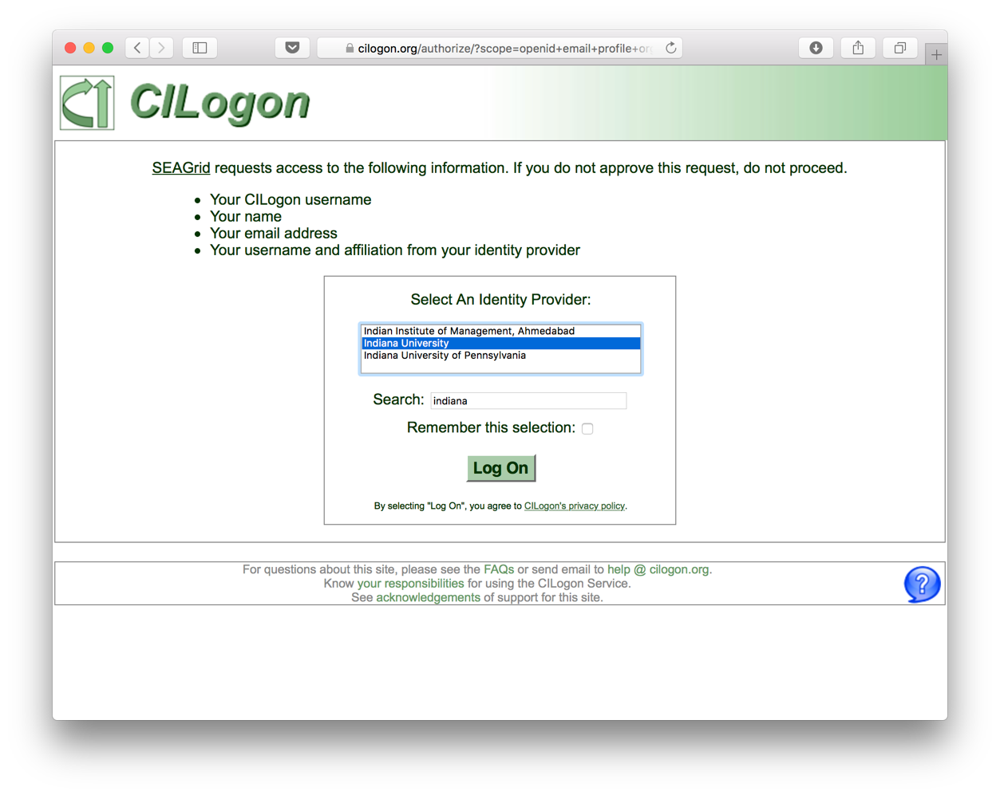 cilogon.org/authorize/?scope=openid+email+profile+or
CILogon
SEAGrid requests access to the following information. If you do not approve this request, do not proceed.
Your CILogon username
Your name
Your email address
Your username and affiliation from your identity provider
Select An Identity Provider:
Indian Institute of Management, Ahmedabad
Indiana University
Indiana University of Pennsylvania
Search: indiana
Remember this selection:
Log On
By selecting "Log On", you agree to CILogon's privacy policy.
For questions about this site, please see the FAQs or send email to help @ cilogon.org.
Know your responsibilities for using the CILogon Service.
See acknowledgements of support for this site.
?